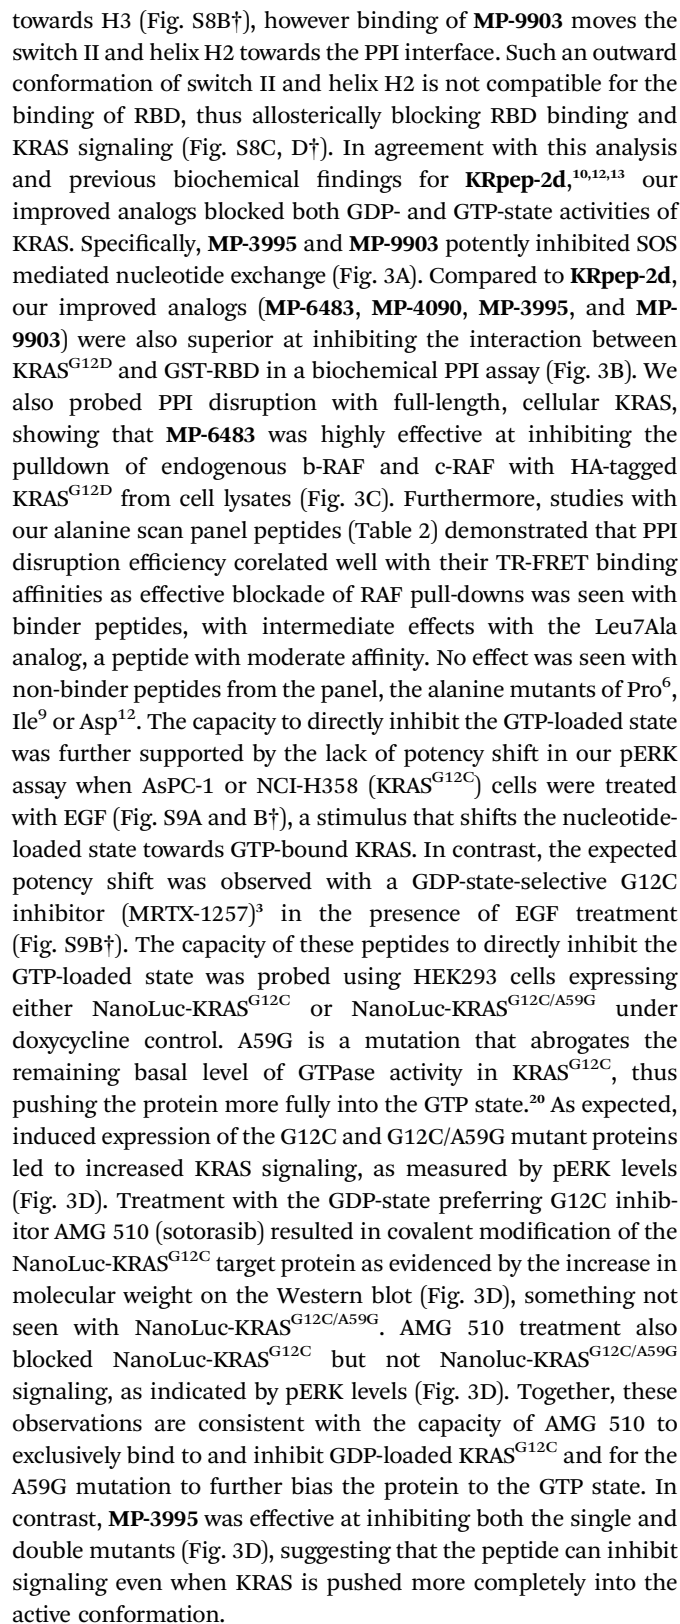 towards H3 (Fig. S8B†), however binding of MP-9903 moves the
switch II and helix H2 towards the PPI interface. Such an outward
conformation of switch II and helix H2 is not compatible for the
binding of RBD, thus allosterically blocking RBD binding and
KRAS signaling (Fig. S8C, D†). In agreement with this analysis
and previous biochemical findings for KRpep-2d,10,12,13 our
improved analogs blocked both GDP- and GTP-state activities of
KRAS. Specifically, MP-3995 and MP-9903 potently inhibited SOS
mediated nucleotide exchange (Fig. 3A). Compared to KRpep-2d,
our improved analogs (MP-6483, MP-4090, MP-3995, and MP-
9903) were also superior at inhibiting the interaction between
KRASG12D and GST-RBD in a biochemical PPI assay (Fig. 3B). We
also probed PPI disruption with full-length, cellular KRAS,
showing that MP-6483 was highly effective at inhibiting the
pulldown of endogenous b-RAF and c-RAF with HA-tagged
KRASG12D from cell lysates (Fig. 3C). Furthermore, studies with
our alanine scan panel peptides (Table 2) demonstrated that PPI
disruption efficiency corelated well with their TR-FRET binding
affinities as effective blockade of RAF pull-downs was seen with
binder peptides, with intermediate effects with the Leu7Ala
analog, a peptide with moderate affinity. No effect was seen with
non-binder peptides from the panel, the alanine mutants of Pro6,
Ile9 or Asp12. The capacity to directly inhibit the GTP-loaded state
was further supported by the lack of potency shift in our pERK
assay when AsPC-1 or NCI-H358 (KRASG12C) cells were treated
with EGF (Fig. S9A and B†), a stimulus that shifts the nucleotide-
loaded state towards GTP-bound KRAS. In contrast, the expected
potency shift was observed with a GDP-state-selective G12C
inhibitor (MRTX-1257)3 in the presence of EGF treatment
(Fig. S9B†). The capacity of these peptides to directly inhibit the
GTP-loaded state was probed using HEK293 cells expressing
either NanoLuc-KRASG12C or NanoLuc-KRASG12C/A59G under
doxycycline control. A59G is a mutation that abrogates the
remaining basal level of GTPase activity in KRASG12C, thus
pushing the protein more fully into the GTP state.20 As expected,
induced expression of the G12C and G12C/A59G mutant proteins
led to increased KRAS signaling, as measured by pERK levels
(Fig. 3D). Treatment with the GDP-state preferring G12C inhib-
itor AMG 510 (sotorasib) resulted in covalent modification of the
NanoLuc-KRASG12C target protein as evidenced by the increase in
molecular weight on the Western blot (Fig. 3D), something not
seen with NanoLuc-KRASG12C/A59G. AMG 510 treatment also
blocked NanoLuc-KRASG12C but not Nanoluc-KRASG12C/A59G
signaling, as indicated by pERK levels (Fig. 3D). Together, these
observations are consistent with the capacity of AMG 510 to
exclusively bind to and inhibit GDP-loaded KRASG12C and for the
A59G mutation to further bias the protein to the GTP state. In
contrast, MP-3995 was effective at inhibiting both the single and
double mutants (Fig. 3D), suggesting that the peptide can inhibit
signaling even when KRAS is pushed more completely into the
active conformation.